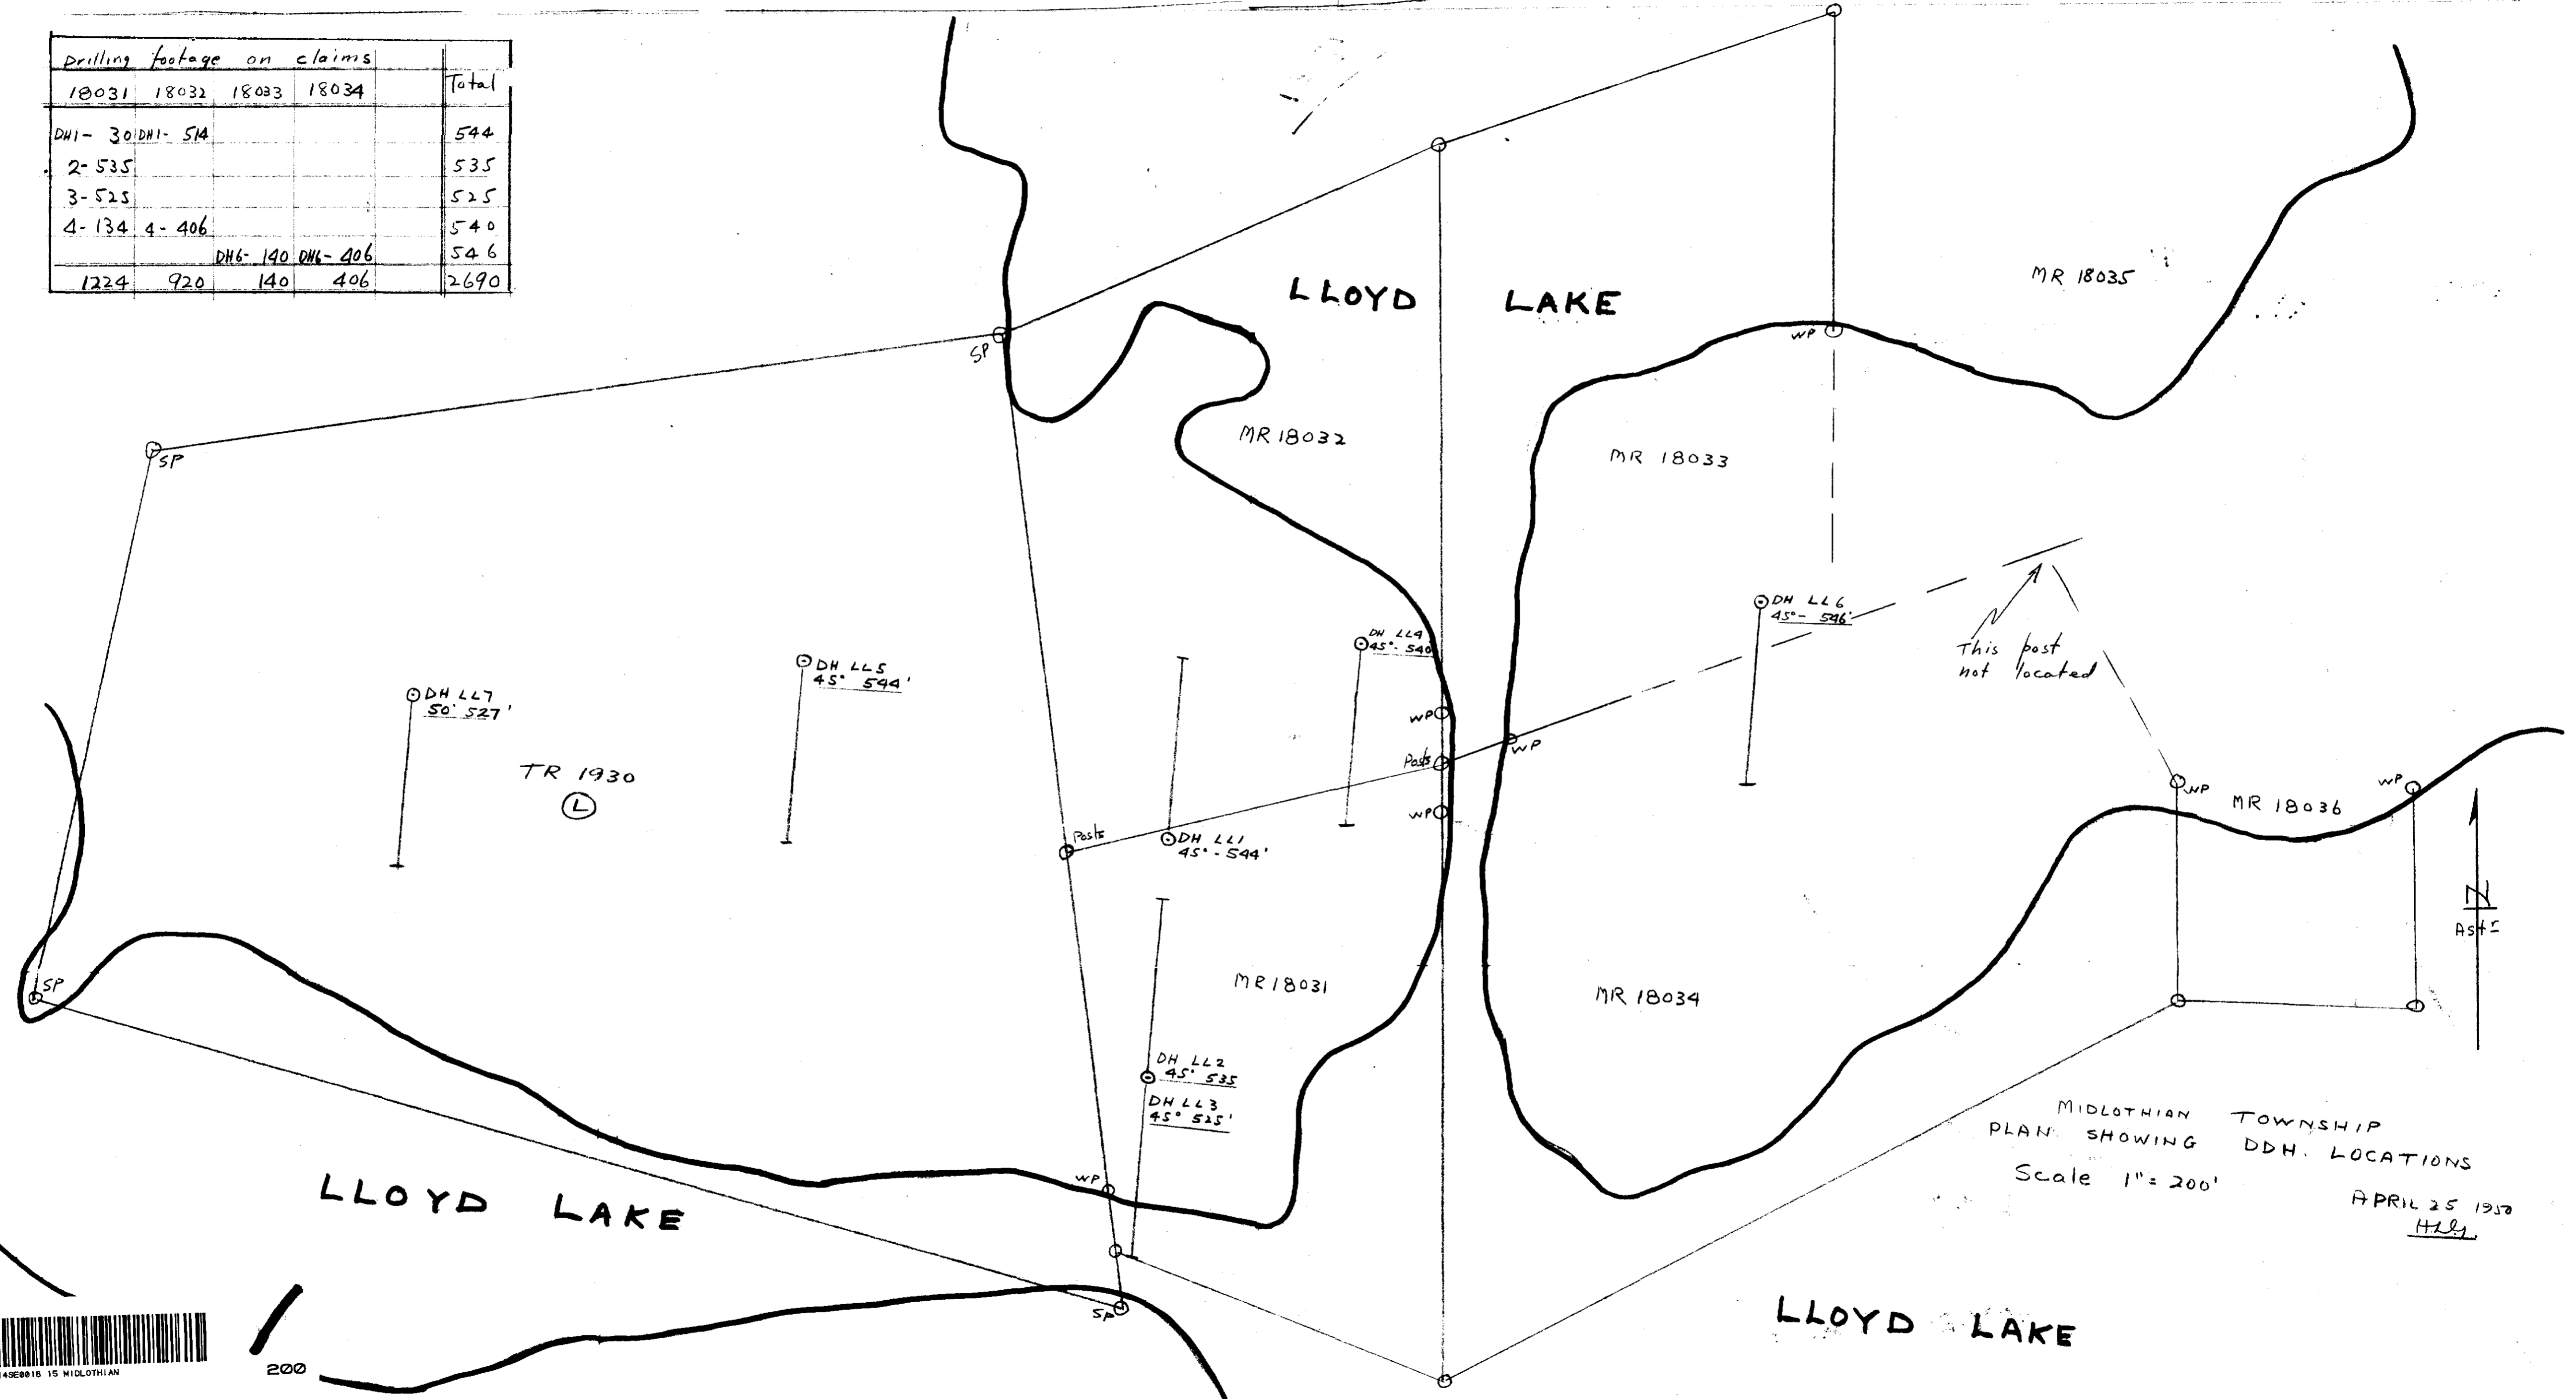 Drilling footage on claims
18031 18032 18033 18034 Total
DH1- 30 DH1- 514 544
2- 535 535
3- 525 525
4- 134 4- 406 540
DH6- 140 DH6- 406 546
1224 920 140 406 2690
LLOYD LAKE
MR 18035
WP
SP
MR 18032
MR 18033
SP
DH LL6
45° - 546'
DH LL4
45° - 540
This post
not located
DH LL5
45° 544'
DH LL7
50° 527'
WP
WP
Posts
TR 1930
L
WP
WP
MR 18036
WP
Posts
DH LL1
45° - 544'
N
Astr
MR 18031
MR 18034
SP
DH LL2
45° 535
DH LL3
45° 525'
MIDLOTHIAN TOWNSHIP
PLAN SHOWING DDH. LOCATIONS
Scale 1" = 200'
APRIL 25 1950
WP
LLOYD LAKE
SP
LLOYD LAKE
200
14SE0016 15 MIDLOTHIAN